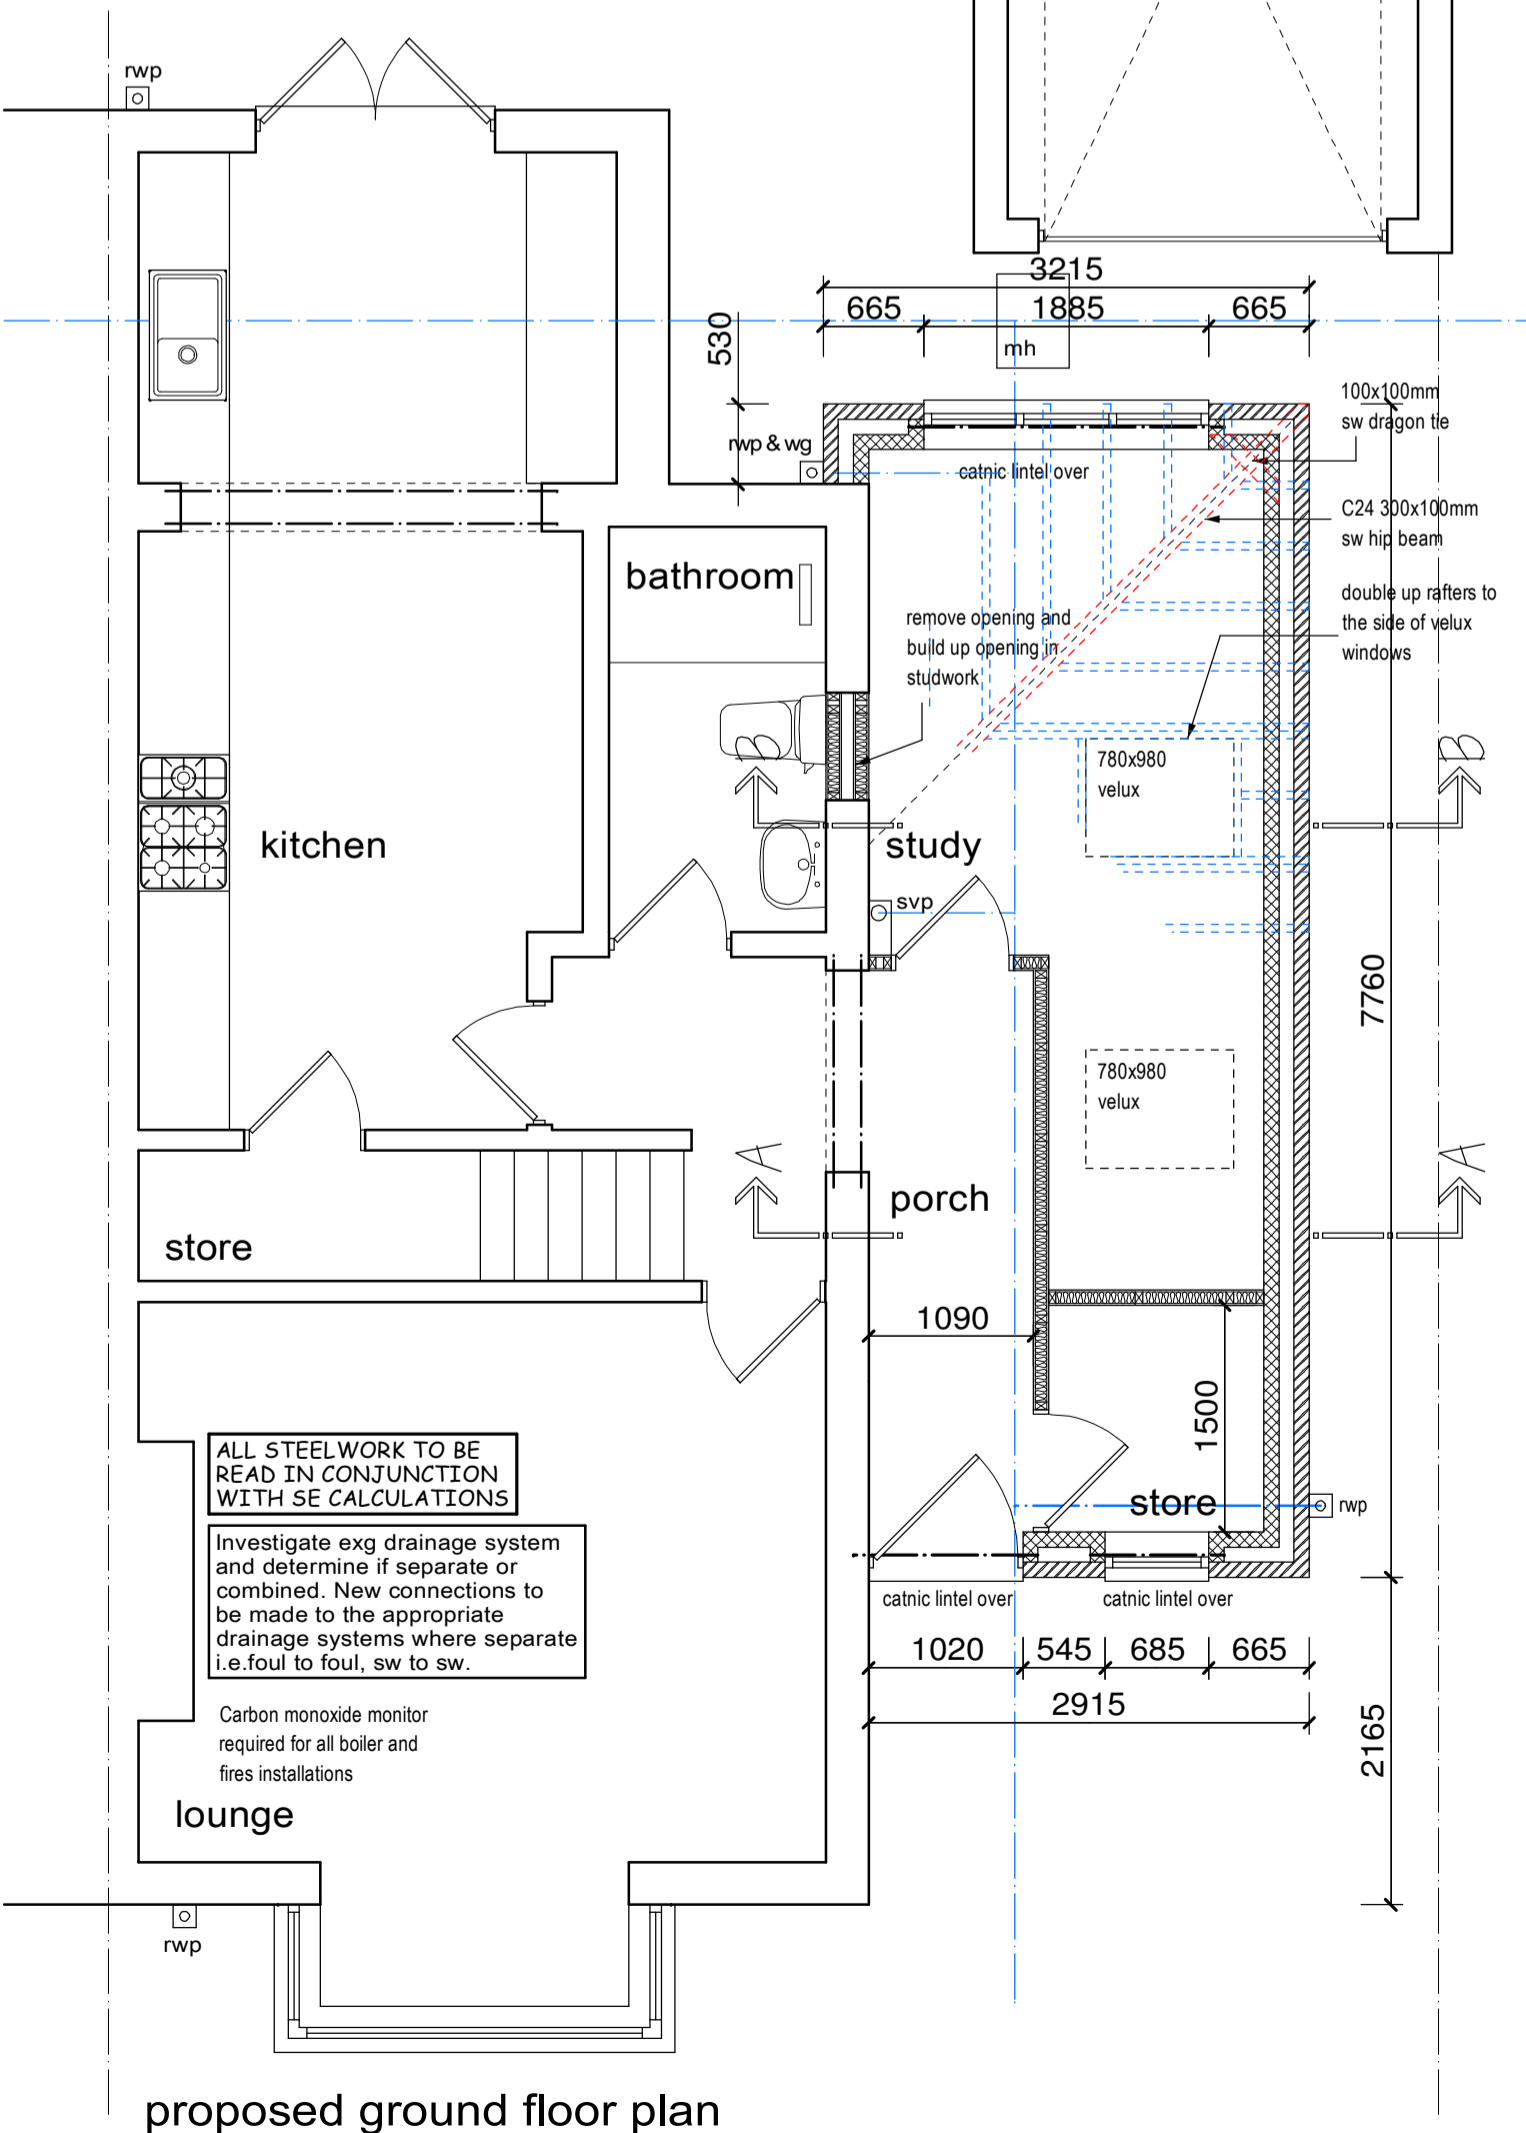 rwp
3215
665
1885
665
530
mh
100x100mm
sw dragon tie
rwp & wg
catnic lintel over
C24 300x100mm
sw hip beam
bathroom
double up rafters to
the side of velux
windows
remove opening and
build up opening in
studwork
B
B
780x980
velux
kitchen
study
svp
7760
780x980
velux
A
A
porch
store
1090
1500
ALL STEELWORK TO BE
READ IN CONJUNCTION
WITH SE CALCULATIONS
store
rwp
Investigate exg drainage system
and determine if separate or
combined. New connections to
be made to the appropriate
drainage systems where separate
i.e.foul to foul, sw to sw.
catnic lintel over
catnic lintel over
1020
545
685
665
2915
Carbon monoxide monitor
required for all boiler and
fires installations
2165
lounge
rwp
proposed ground floor plan